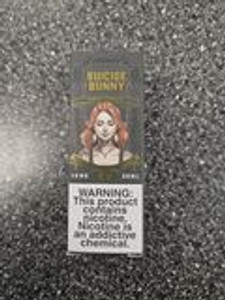 SUICIDE
BUNNY
WARNING:
This product
contains
nicotine.
Nicotine is
an addictive
chemical.